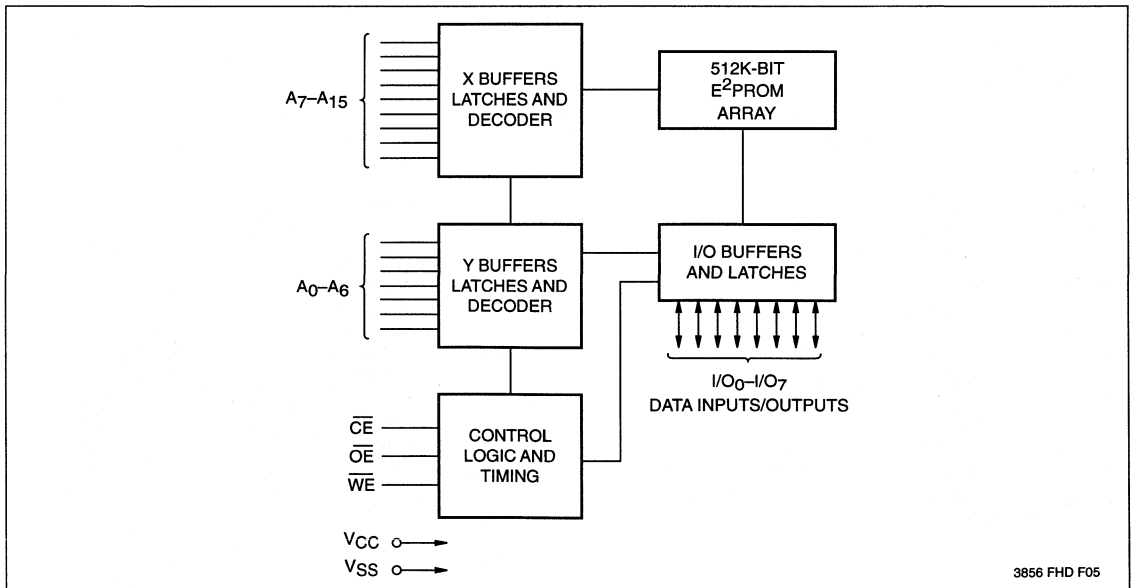 A7–A15
X BUFFERS
LATCHES AND
DECODER
512K-BIT
E2PROM
ARRAY
A0–A6
Y BUFFERS
LATCHES AND
DECODER
I/O BUFFERS
AND LATCHES
I/O0–I/O7
DATA INPUTS/OUTPUTS
CE
OE
WE
CONTROL
LOGIC AND
TIMING
VCC
VSS
3856 FHD F05